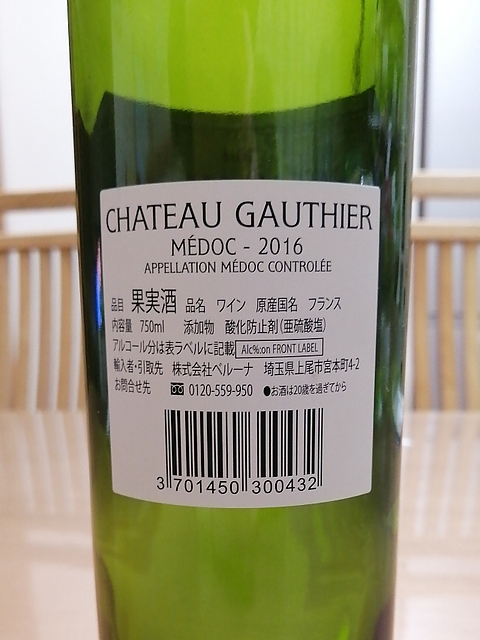 CHATEAU GAUTHIER
MÉDOC - 2016
APPELLATION MÉDOC CONTROLÉE
品目 果実酒 品名 ワイン 原産国名 フランス
内容量 750ml 添加物 酸化防止剤(亜硫酸塩)
アルコール分は表ラベルに記載 Alc%:on FRONT LABEL
輸入者・引取先 株式会社ベルーナ 埼玉県上尾市宮本町4-2
お問合せ先 0120-559-950 ●お酒は20歳を過ぎてから
3 701450 300432